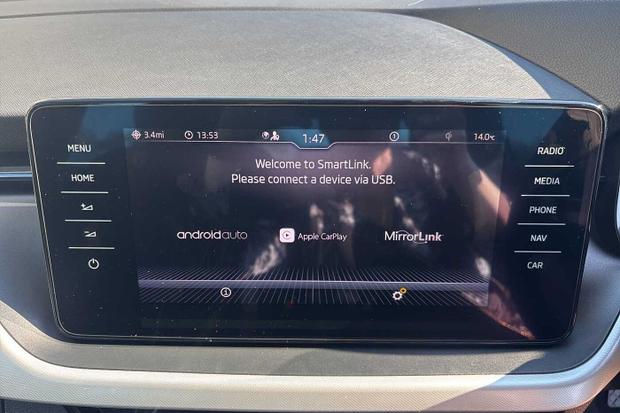 MENU
HOME
3.4mi
13:53
1:47
14.0°C
Welcome to SmartLink.
Please connect a device via USB.
androidauto
Apple CarPlay
MirrorLink
RADIO
MEDIA
PHONE
NAV
CAR